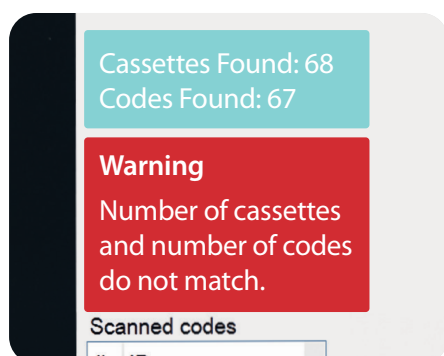 Cassettes Found: 68
Codes Found: 67
Warning
Number of cassettes
and number of codes
do not match.
Scanned codes